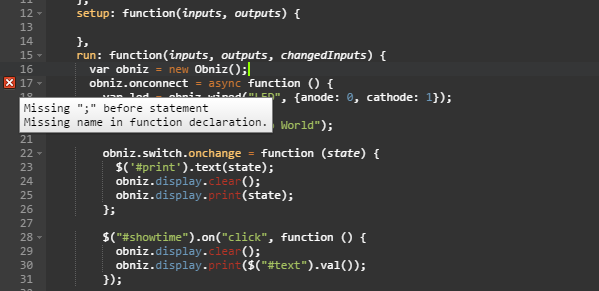 11 },
12 setup: function(inputs, outputs) {
13
14 },
15 run: function(inputs, outputs, changedInputs) {
16 var obniz = new Obniz();
17 obniz.onconnect = async function () {
18 var led = obniz.wired("LED", {anode: 0, cathode: 1});
Missing ";" before statement
Missing name in function declaration.
World");
21
22 obniz.switch.onchange = function (state) {
23 $('#print').text(state);
24 obniz.display.clear();
25 obniz.display.print(state);
26 };
27
28 $("#showtime").on("click", function () {
29 obniz.display.clear();
30 obniz.display.print($("#text").val());
31 });